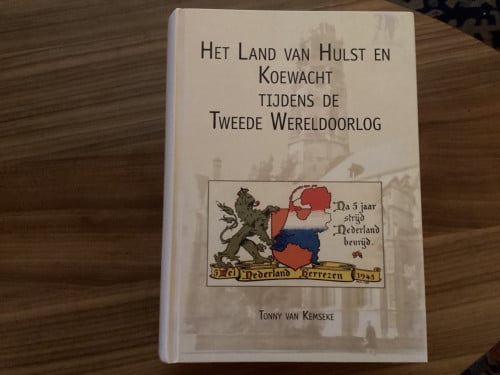 Het Land van Hulst en
Koewacht
tijdens de
Tweede Wereldoorlog
Na 5 jaar
strijd
Nederland
bevrijd.
5 Mei Nederland Herrezen 1945
Tonny van Kemseke